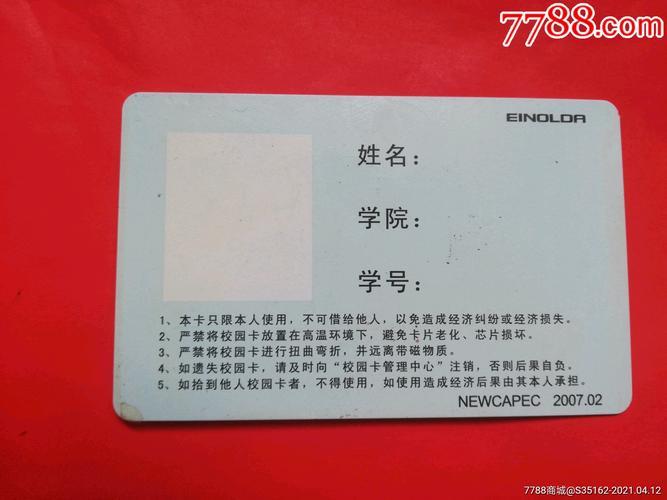 7788.com
EINOLDA
姓名：
学院：
学号：
1、本卡只限本人使用，不可借给他人，以免造成经济纠纷或经济损失。
2、严禁将校园卡放置在高温环境下，避免卡片老化、芯片损坏。
3、严禁将校园卡进行扭曲弯折，并远离带磁物质。
4、如遗失校园卡，请及时向“校园卡管理中心”注销，否则后果自负。
5、如拾到他人校园卡者，不得使用，如使用造成经济后果由其本人承担。
NEWCAPEC 2007.02
7788商城@S35162-2021.04.12